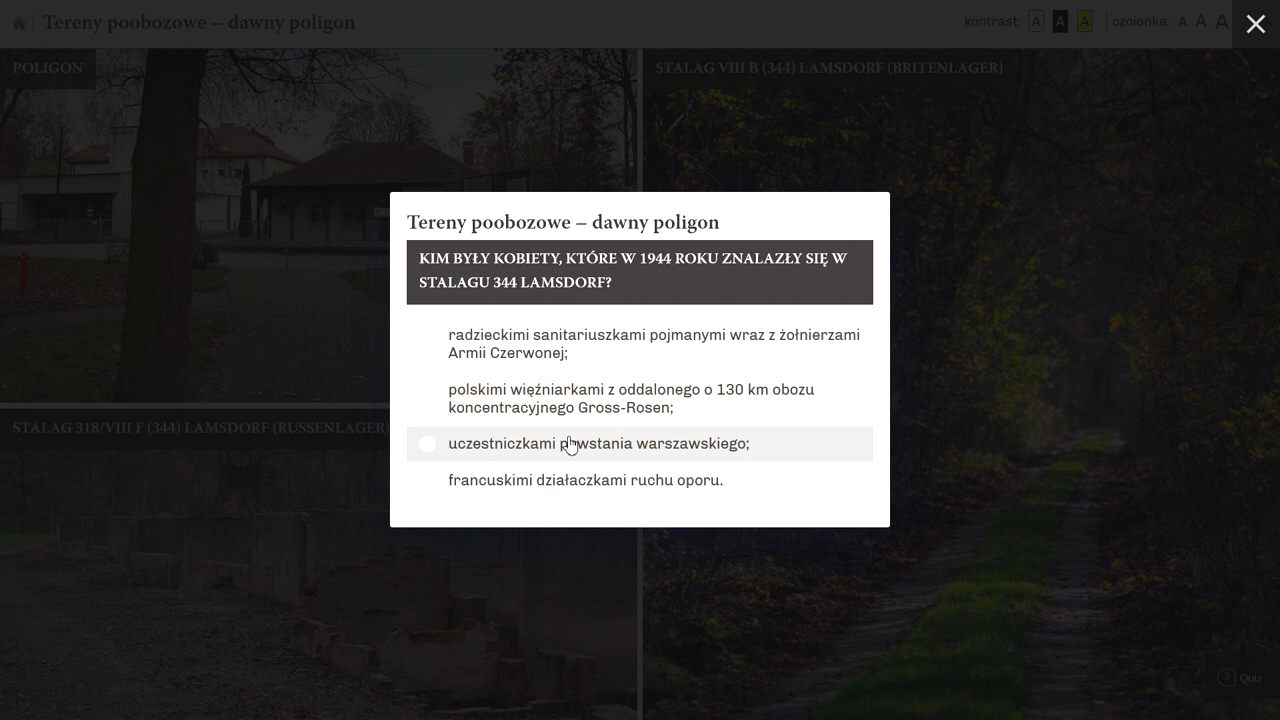 Tereny poobozowe – dawny poligon
kontrast: A A A | czcionka: A A A
POLIGON
STALAG VIII B (344) LAMSDORF (BRITENLAGER)
Tereny poobozowe – dawny poligon
KIM BYŁY KOBIETY, KTÓRE W 1944 ROKU ZNALAZŁY SIĘ W
STALAGU 344 LAMSDORF?
radzieckimi sanitariuszkami pojmanymi wraz z żołnierzami
Armii Czerwonej;
polskimi więźniarkami z oddalonego o 130 km obozu
koncentracyjnego Gross-Rosen;
STALAG 318/VIII F (344) LAMSDORF (RUSSENLAGER)
uczestniczkami powstania warszawskiego;
francuskimi działaczkami ruchu oporu.
? Quiz